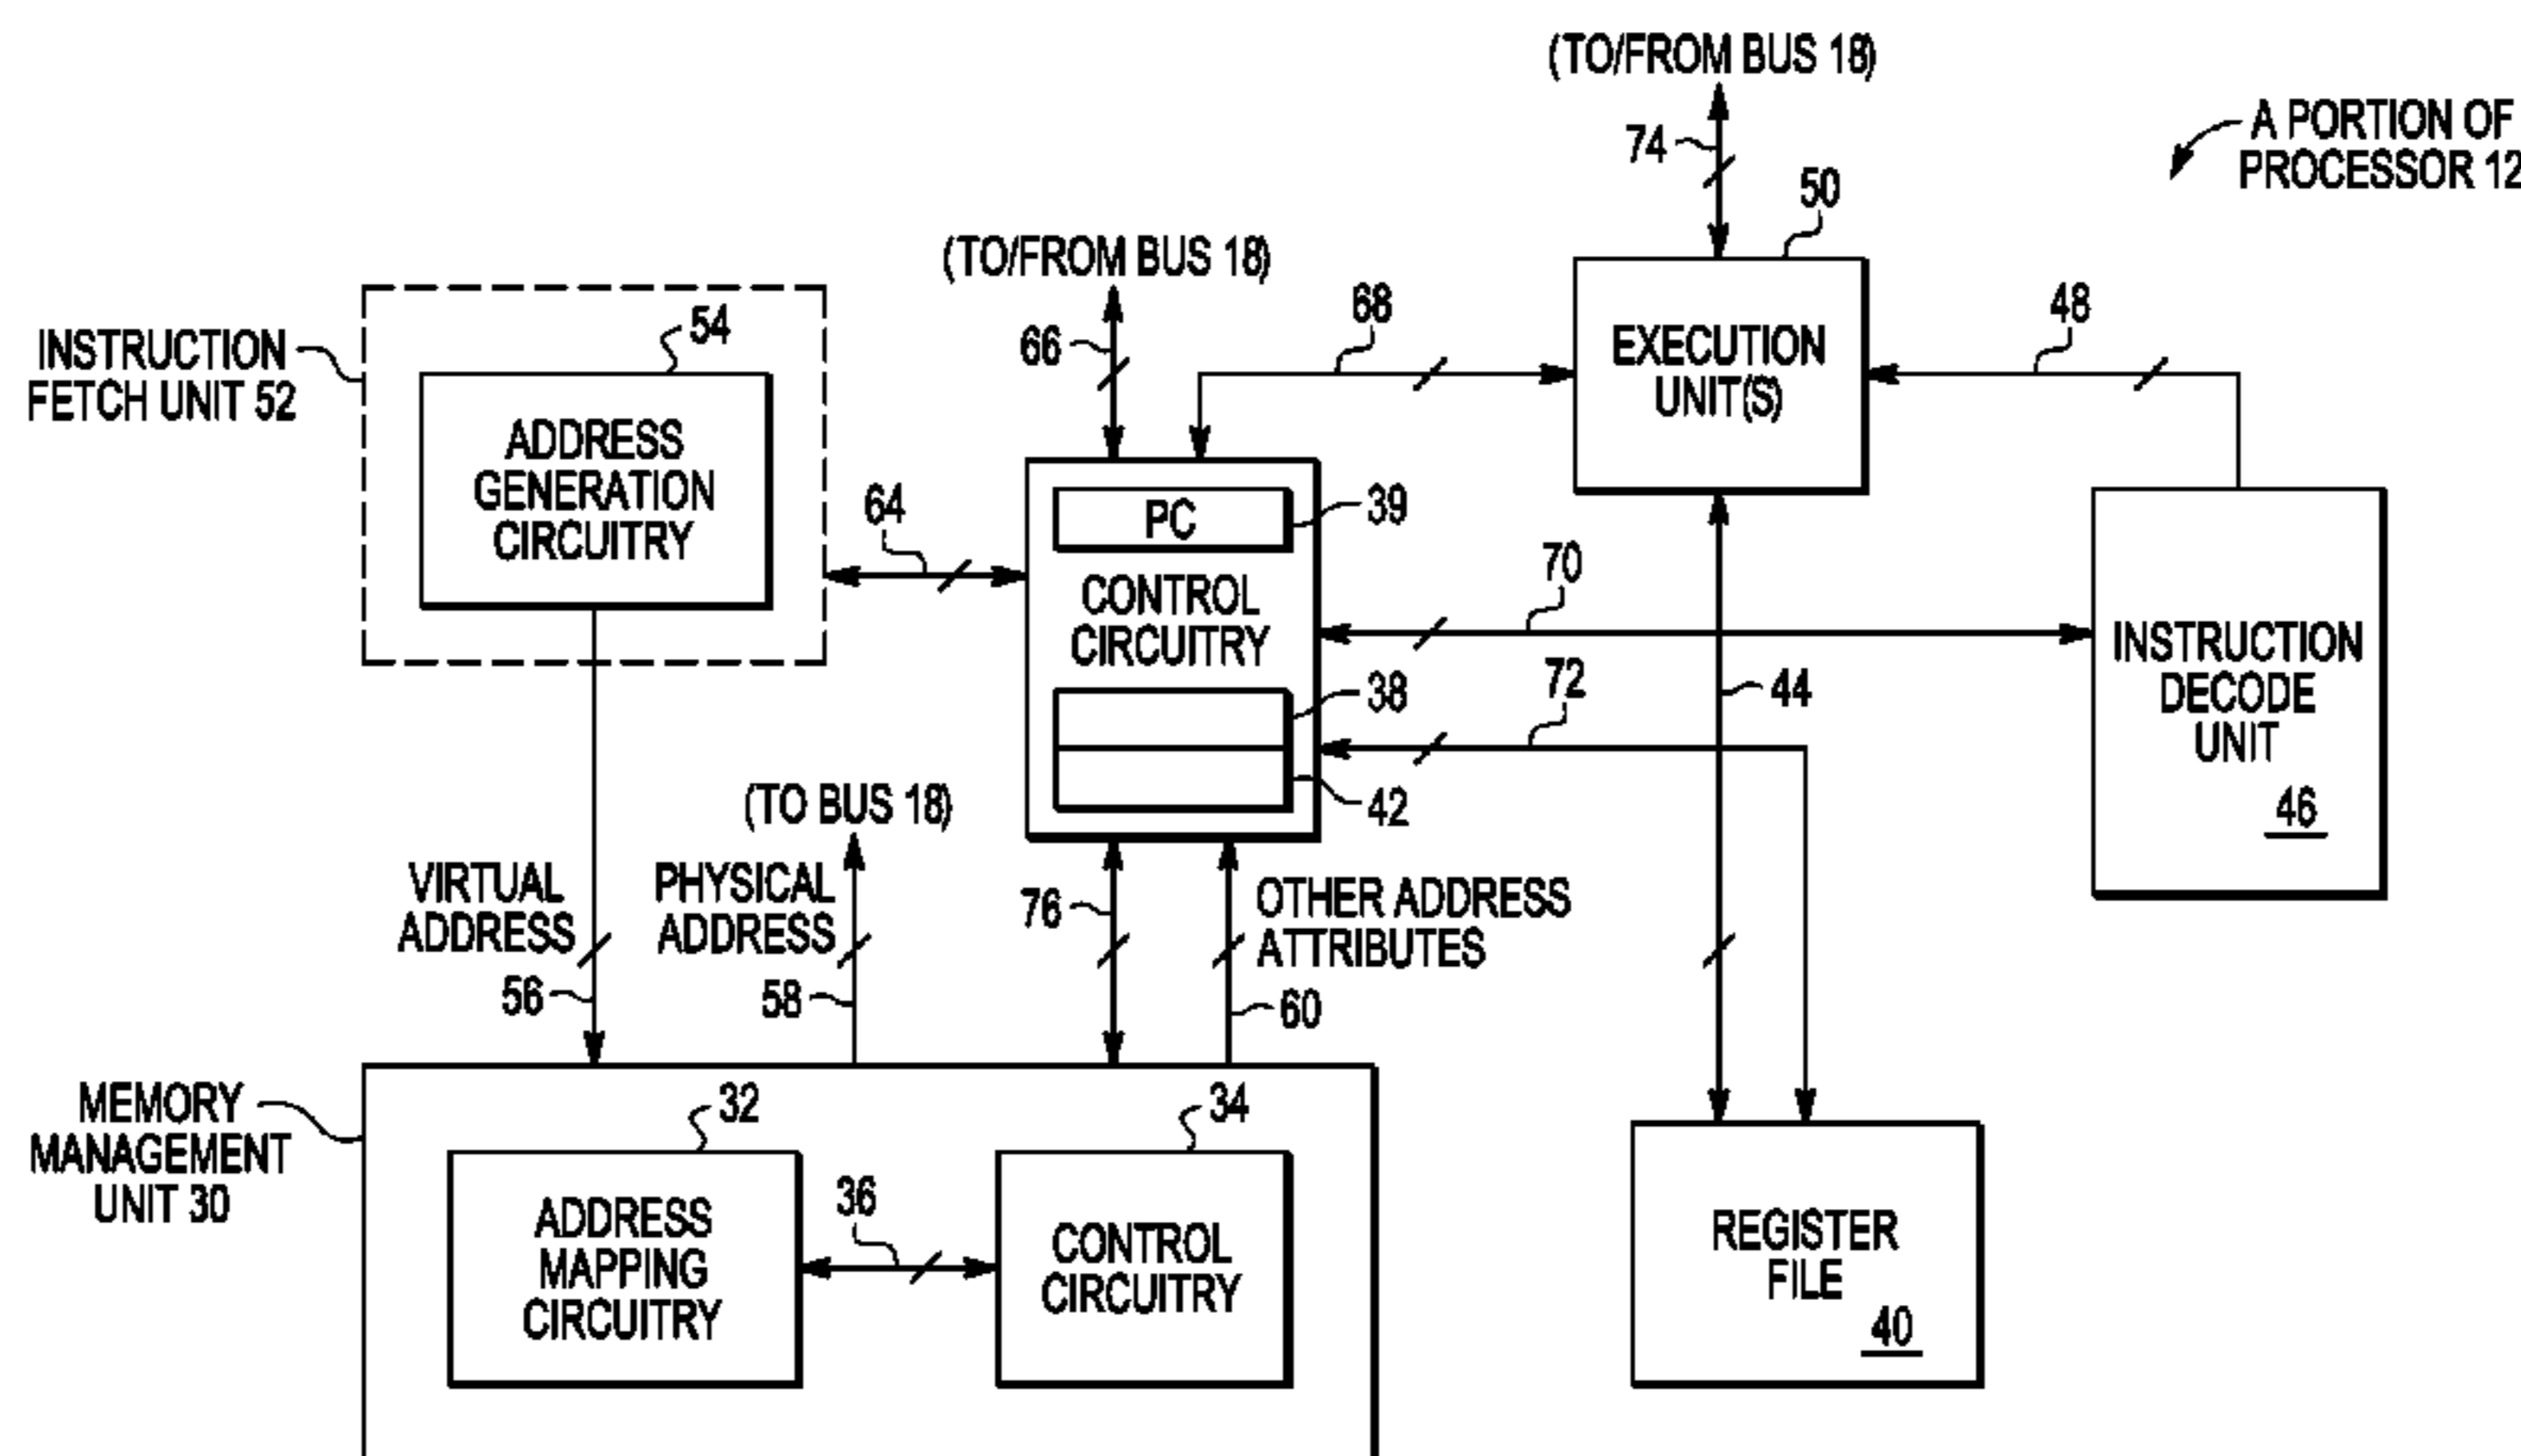 (TO/FROM BUS 18)
74
A PORTION OF
PROCESSOR 12
50
(TO/FROM BUS 18)
66
68
48
EXECUTION
UNIT(S)
INSTRUCTION
FETCH UNIT 52
54
ADDRESS
GENERATION
CIRCUITRY
64
PC
39
CONTROL
CIRCUITRY
38
42
70
72
44
INSTRUCTION
DECODE
UNIT
46
(TO BUS 18)
VIRTUAL
ADDRESS
56
PHYSICAL
ADDRESS
58
76
OTHER ADDRESS
ATTRIBUTES
60
MEMORY
MANAGEMENT
UNIT 30
32
ADDRESS
MAPPING
CIRCUITRY
36
34
CONTROL
CIRCUITRY
REGISTER
FILE
40